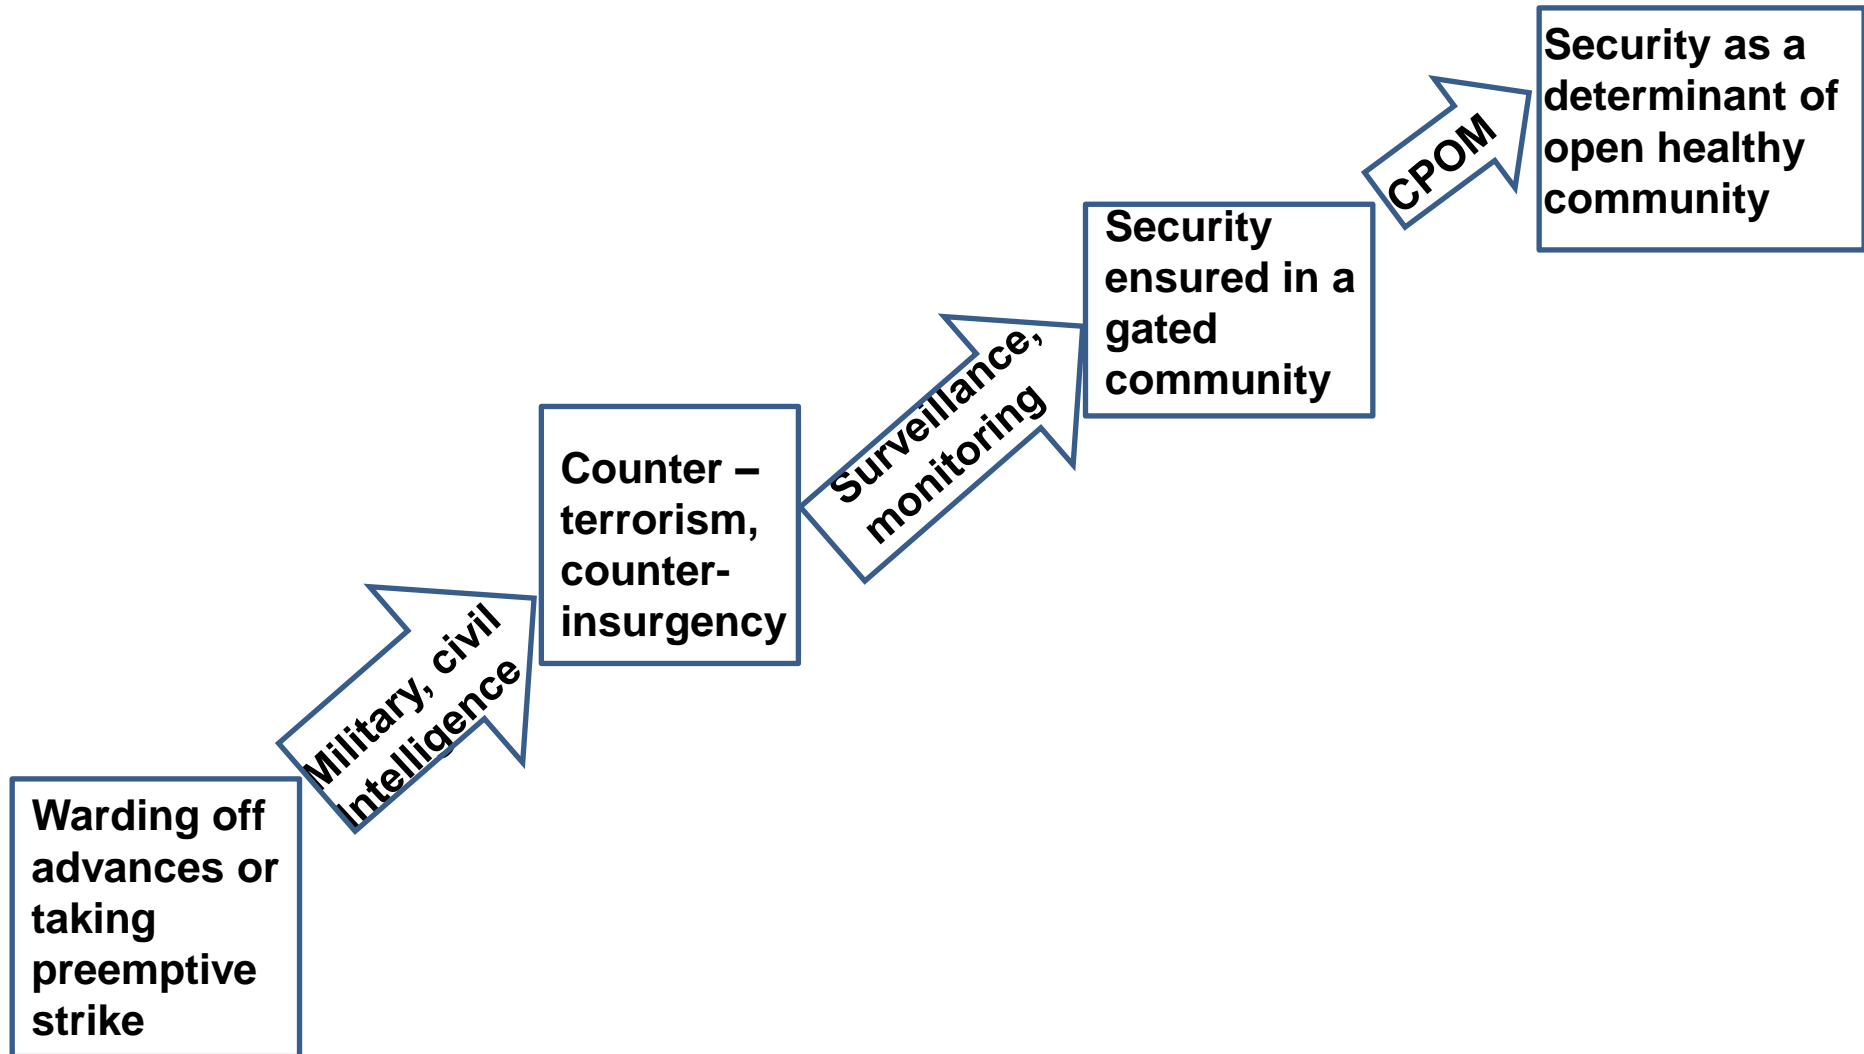 Security as a
determinant of
open healthy
community
CPOM
Security
ensured in a
gated
community
Surveillance,
monitoring
Counter –
terrorism,
counter-
insurgency
Military, civil
Intelligence
Warding off
advances or
taking
preemptive
strike